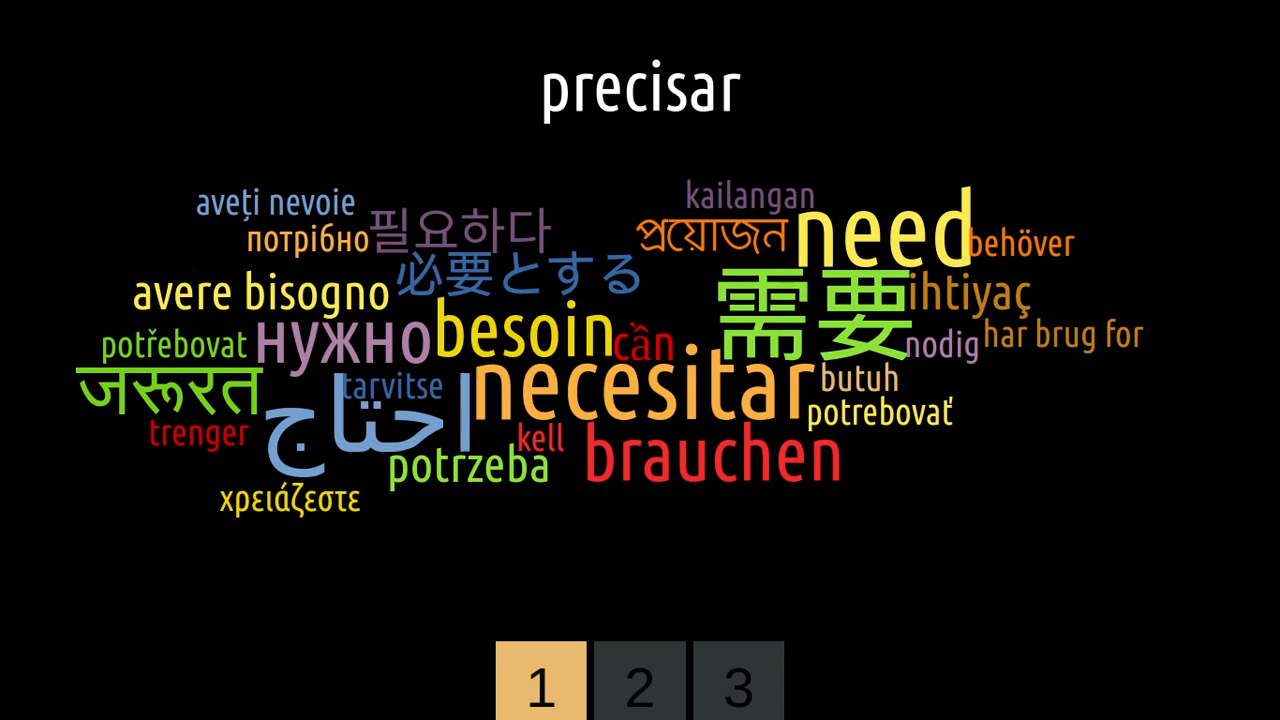 precisar
kailangan
aveți nevoie
필요하다
প্রয়োজন
need
потрібно
behöver
必要とする
avere bisogno
需要
ihtiyaç
besoin
нужно
cần
har brug for
potřebovat
nodig
जरूरत
tarvitse
necesitar
butuh
potrebovať
احتاج
trenger
kell
brauchen
potrzeba
χρειάζεστε
1 2 3